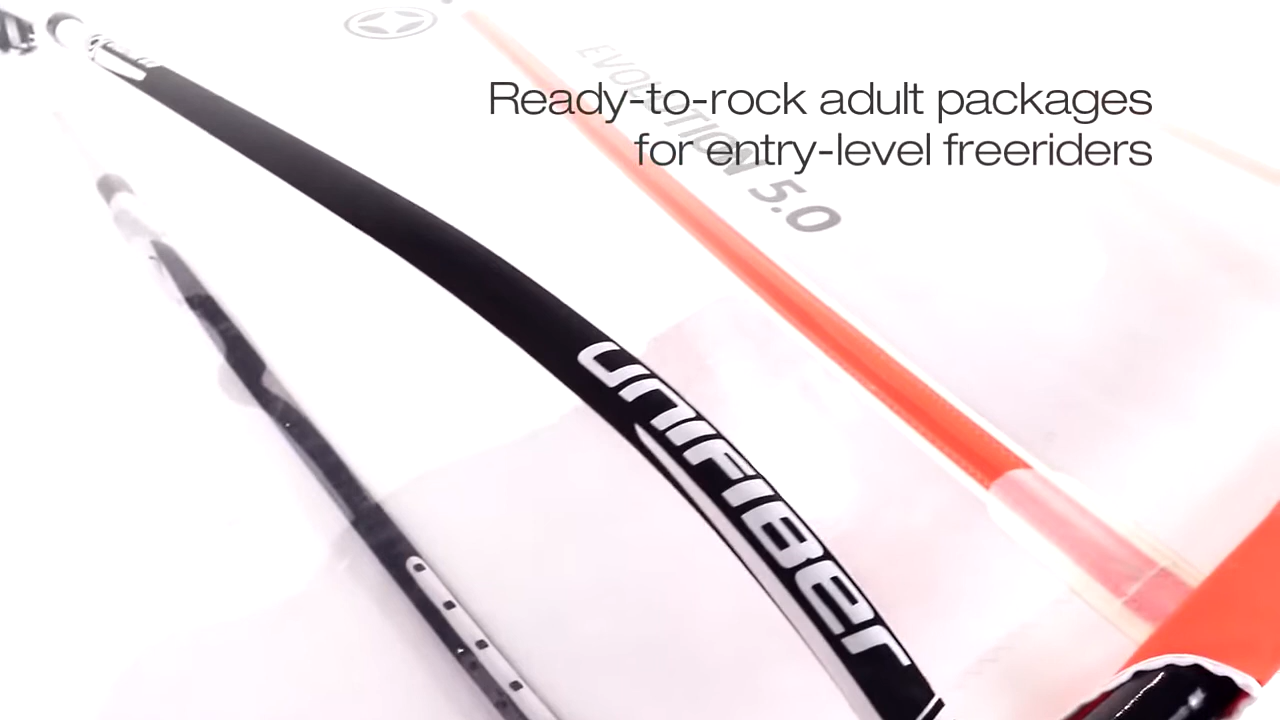 Ready-to-rock adult packages
for entry-level freeriders
EVOLUTION 5.0
UNIFIBER